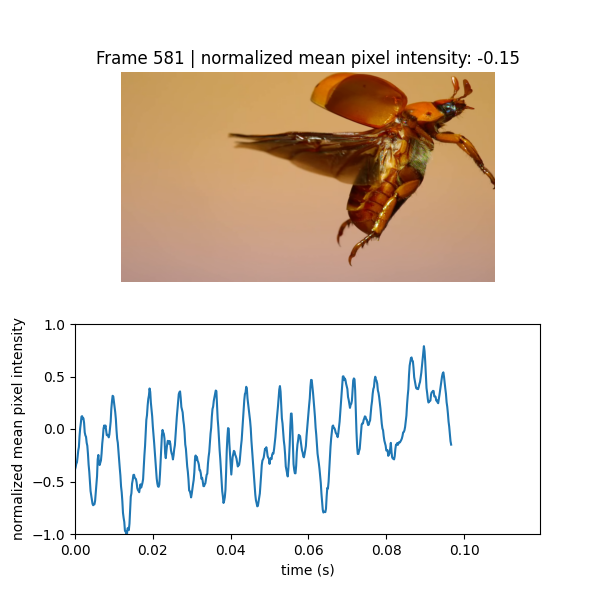 Frame 581 | normalized mean pixel intensity: -0.15
normalized mean pixel intensity
1.0
0.5
0.0
−0.5
−1.0
0.00 0.02 0.04 0.06 0.08 0.10
time (s)